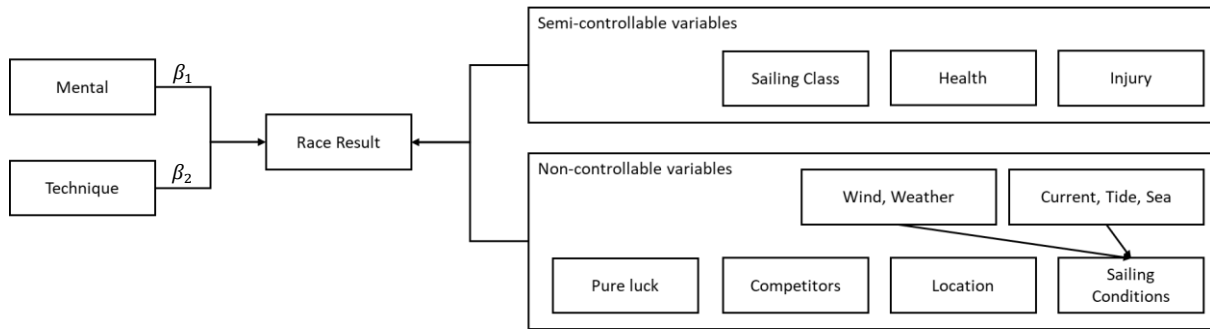 Semi-controllable variables
Mental
β₁
Sailing Class
Health
Injury
Race Result
Technique
β₂
Non-controllable variables
Wind, Weather
Current, Tide, Sea
Pure luck
Competitors
Location
Sailing
Conditions